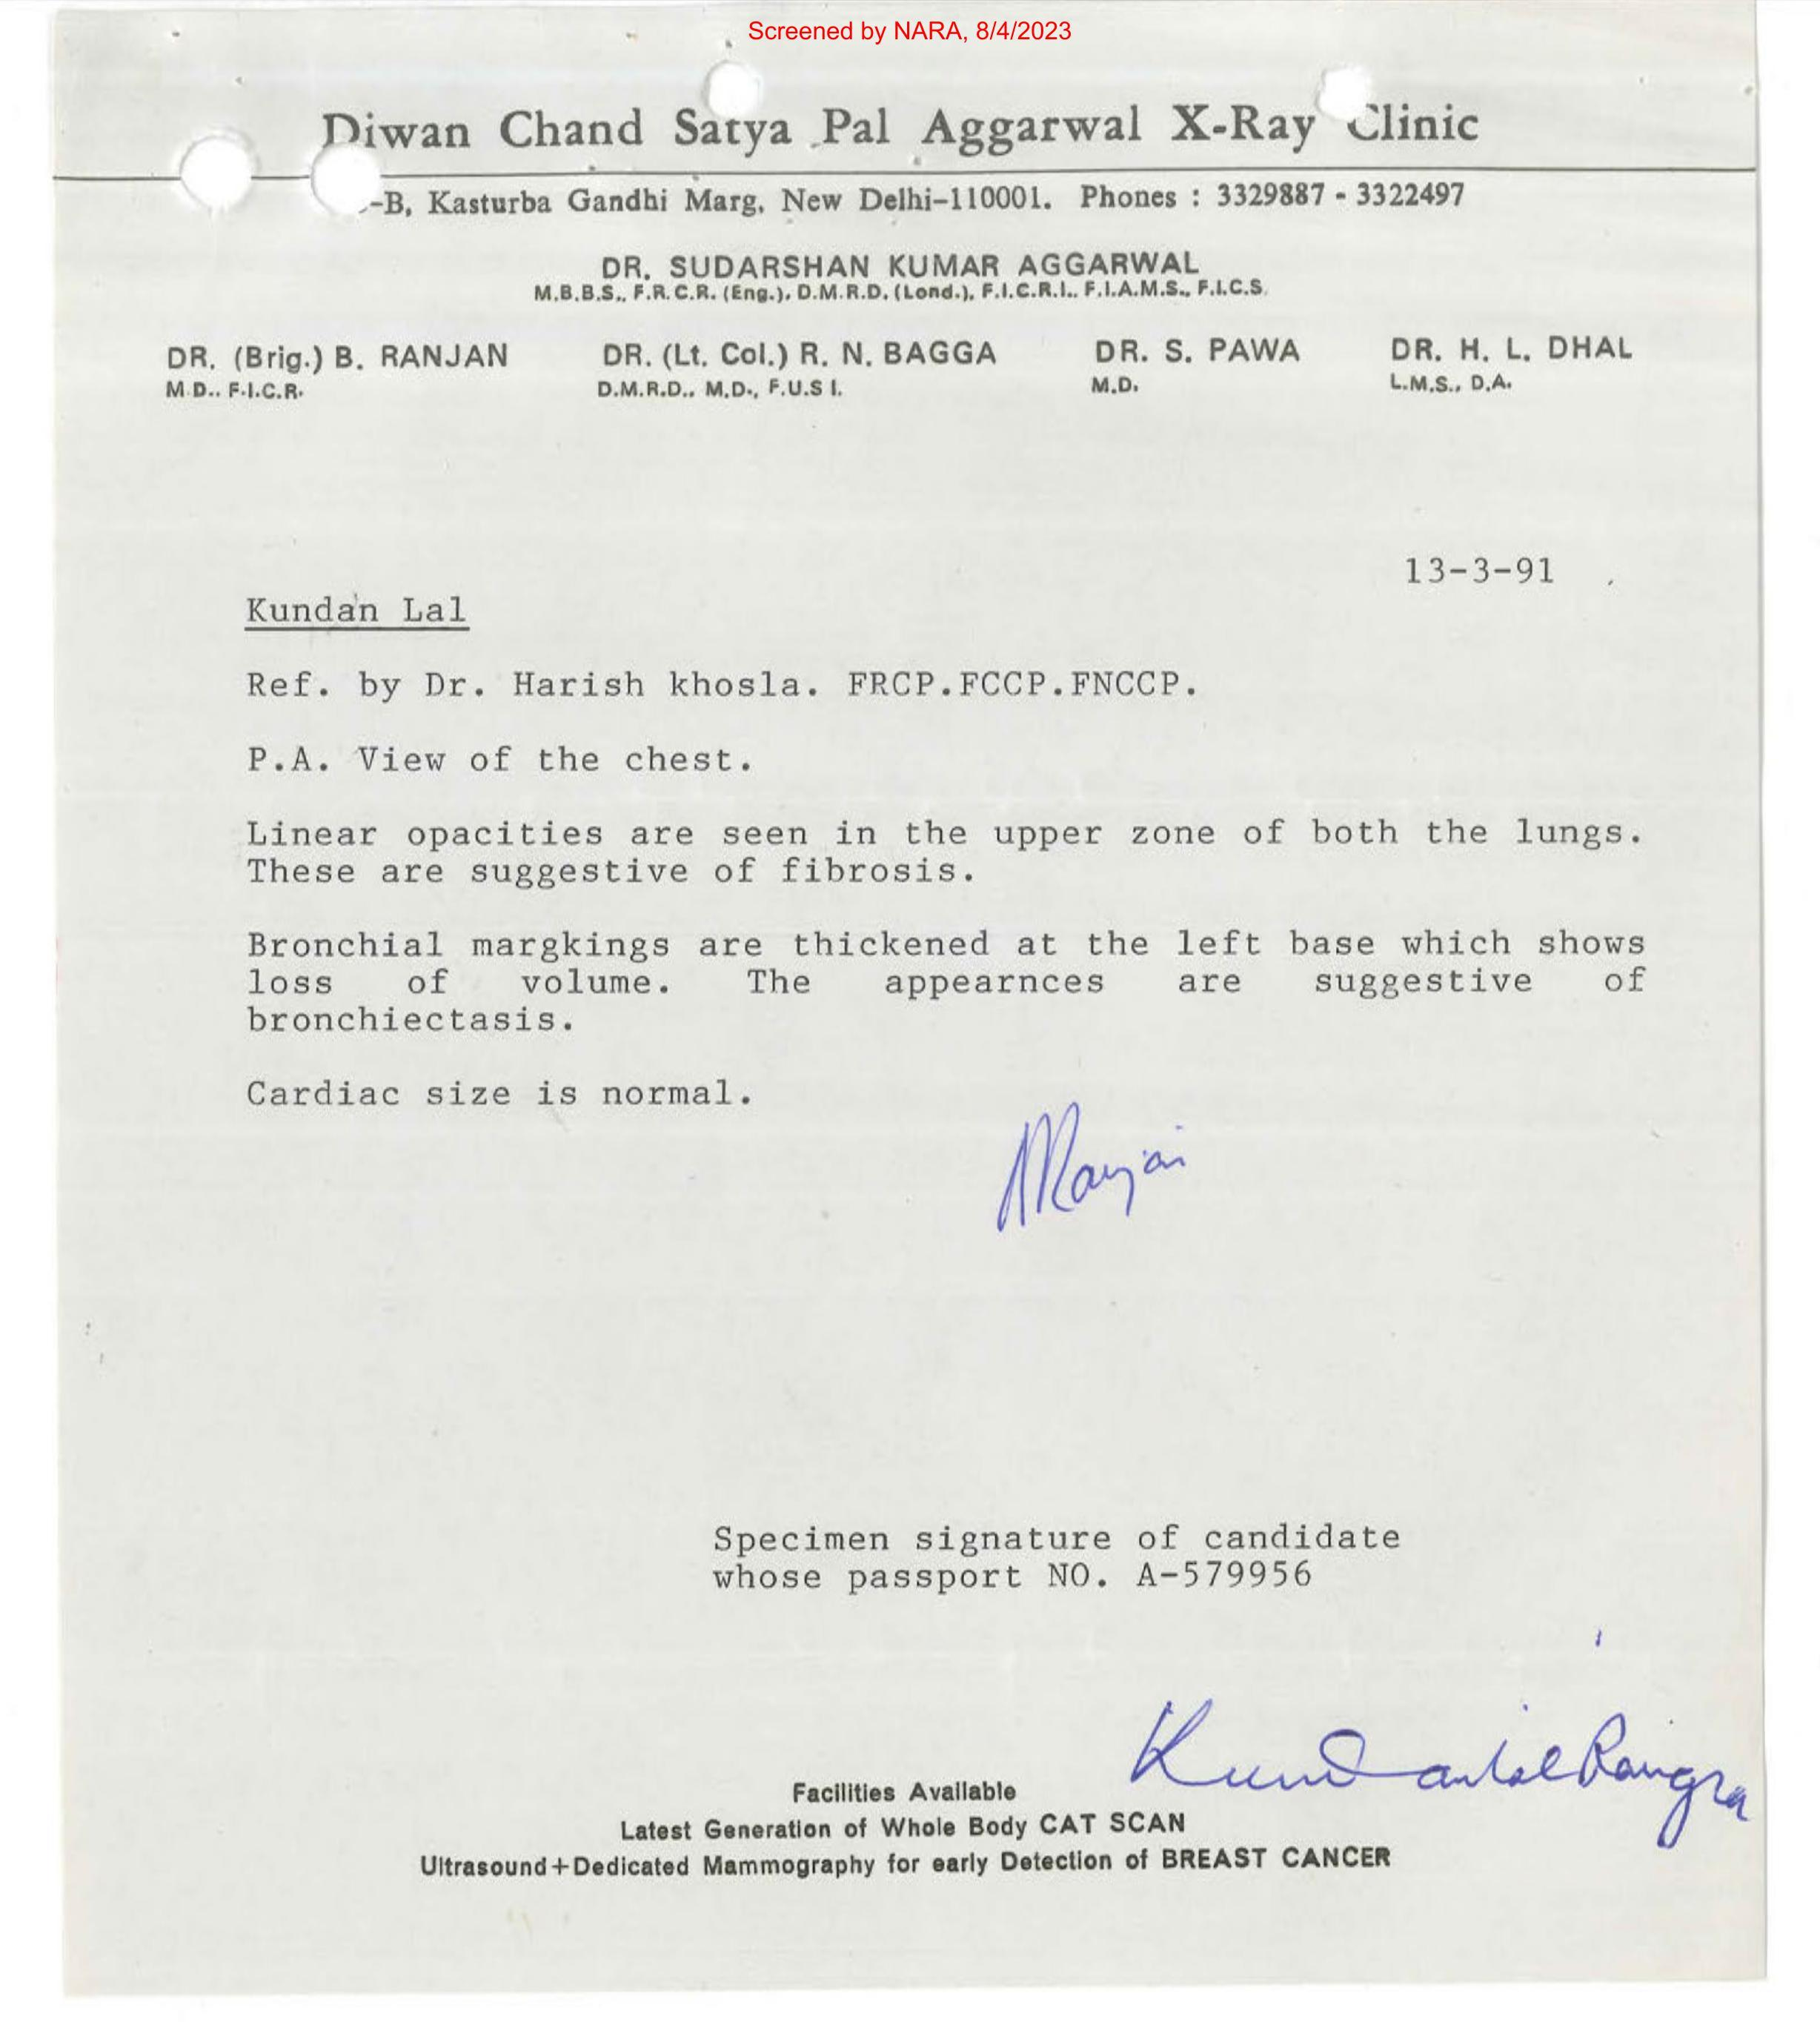 Screened by NARA, 8/4/2023
Diwan Chand Satya Pal Aggarwal X-Ray Clinic
-B, Kasturba Gandhi Marg, New Delhi-110001. Phones : 3329887 - 3322497
DR. SUDARSHAN KUMAR AGGARWAL
M.B.B.S., F.R.C.R. (Eng.), D.M.R.D. (Lond.), F.I.C.R.I., F.I.A.M.S., F.I.C.S.
DR. (Brig.) B. RANJAN DR. (Lt. Col.) R. N. BAGGA DR. S. PAWA DR. H. L. DHAL
M.D., F.I.C.R. D.M.R.D., M.D., F.U.S I. M.D. L.M.S., D.A.
13-3-91
Kundan Lal
Ref. by Dr. Harish khosla. FRCP.FCCP.FNCCP.
P.A. View of the chest.
Linear opacities are seen in the upper zone of both the lungs.
These are suggestive of fibrosis.
Bronchial margkings are thickened at the left base which shows
loss of volume. The appearnces are suggestive of
bronchiectasis.
Cardiac size is normal.
Ranjan
Specimen signature of candidate
whose passport NO. A-579956
Kundanlal Rangra
Facilities Available
Latest Generation of Whole Body CAT SCAN
Ultrasound+Dedicated Mammography for early Detection of BREAST CANCER